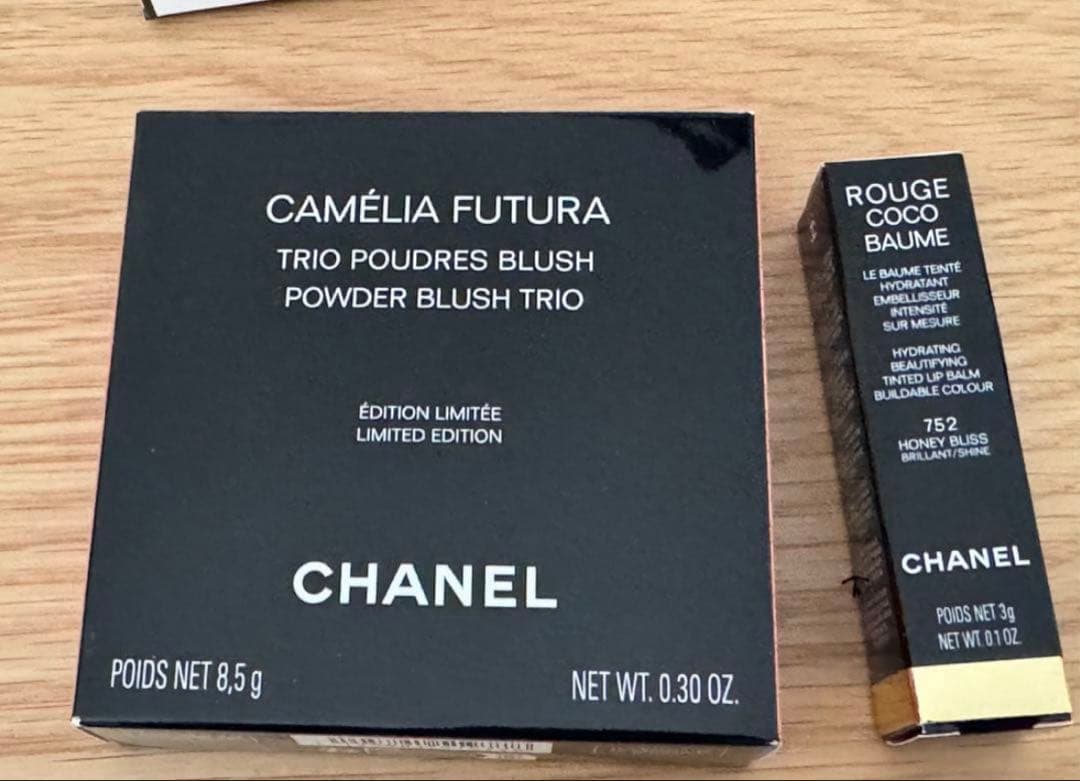 CAMÉLIA FUTURA
TRIO POUDRES BLUSH
POWDER BLUSH TRIO
ÉDITION LIMITÉE
LIMITED EDITION
CHANEL
POIDS NET 8,5 g
NET WT. 0.30 OZ.
ROUGE
COCO
BAUME
LE BAUME TEINTÉ
HYDRATANT
EMBELLISSEUR
INTENSITÉ
SUR MESURE
HYDRATING
BEAUTIFYING
TINTED LIP BALM
BUILDABLE COLOUR
752
HONEY BLISS
BRILLANT/SHINE
CHANEL
POIDS NET 3g
NET WT. 0.1 OZ.